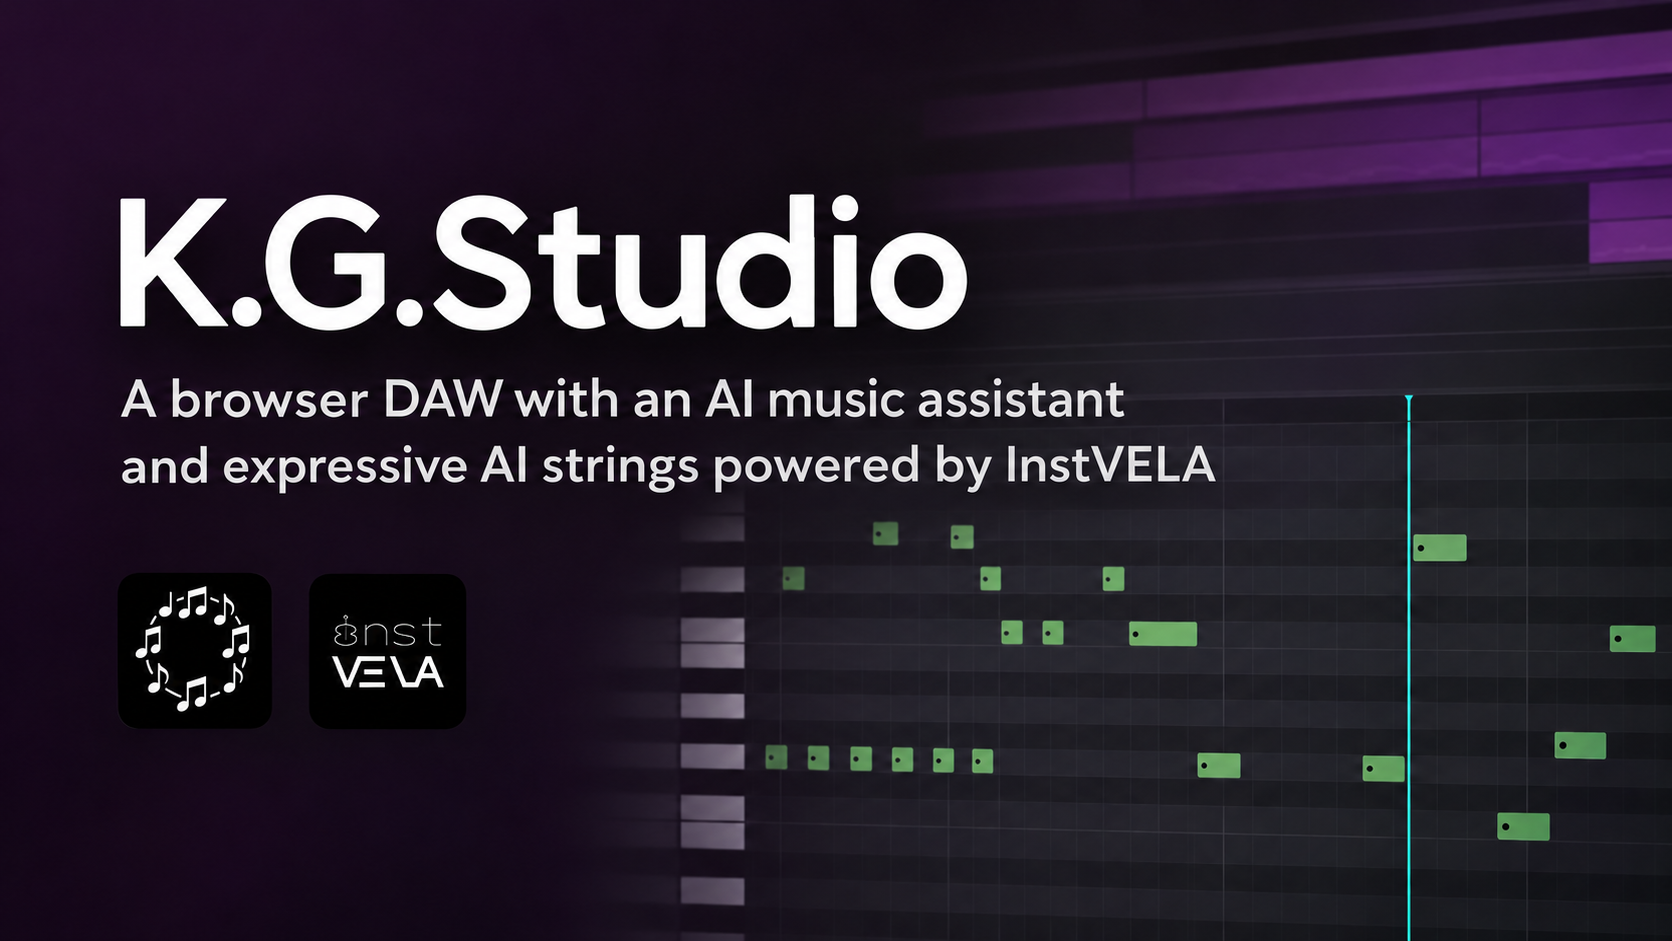 K.G.Studio
A browser DAW with an AI music assistant
and expressive AI strings powered by InstVELA
inst
VELA